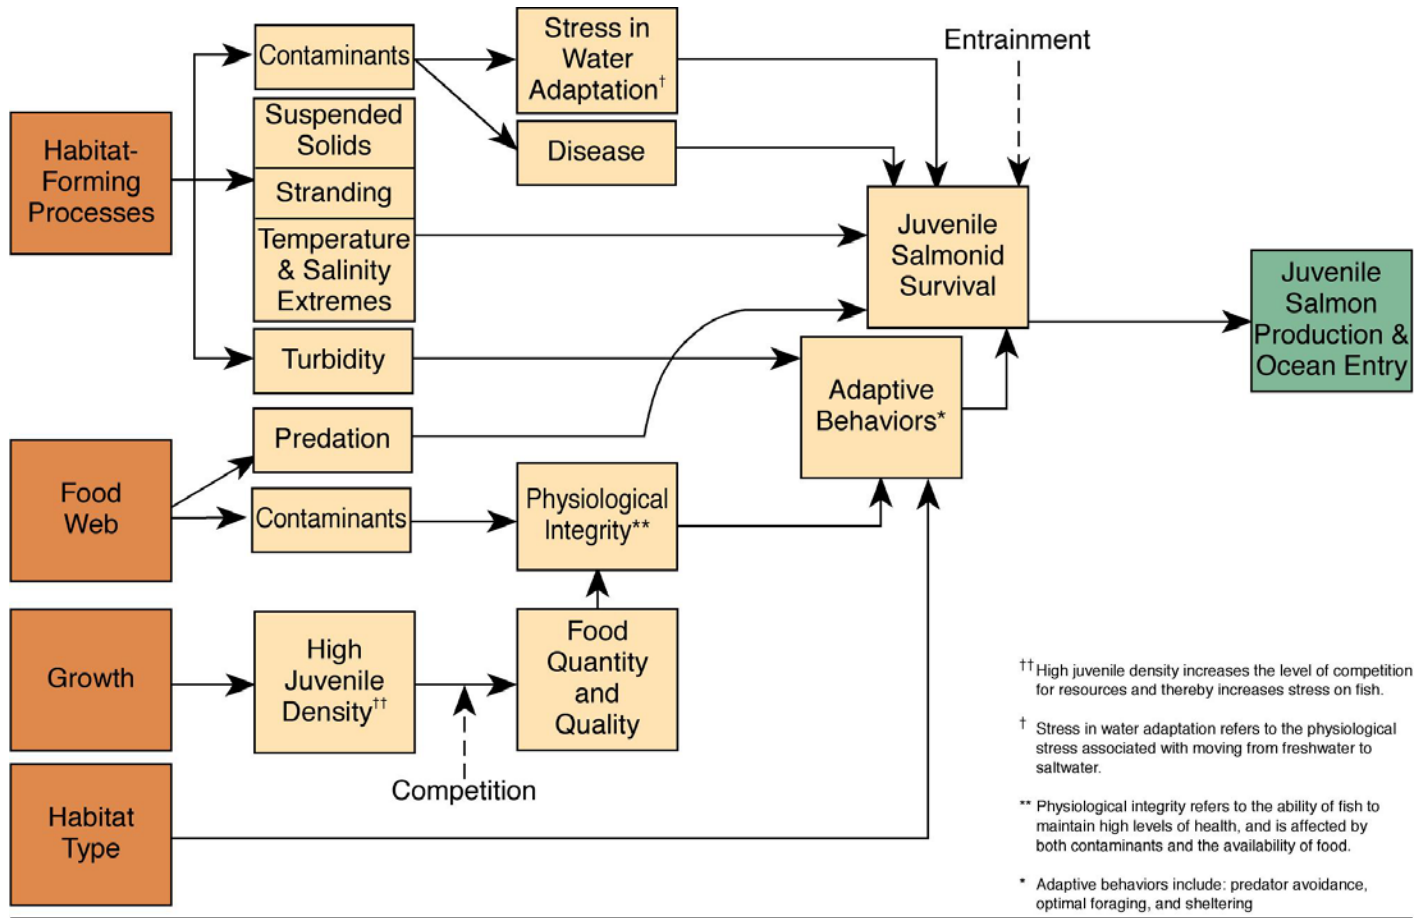 Habitat-
Forming
Processes
Food
Web
Growth
Habitat
Type
Contaminants
Suspended
Solids
Stranding
Temperature
& Salinity
Extremes
Turbidity
Predation
Contaminants
High
Juvenile
Density††
Competition
Stress in
Water
Adaptation†
Disease
Physiological
Integrity**
Food
Quantity
and
Quality
Entrainment
Juvenile
Salmonid
Survival
Adaptive
Behaviors*
Juvenile
Salmon
Production &
Ocean Entry
††High juvenile density increases the level of competition
for resources and thereby increases stress on fish.
† Stress in water adaptation refers to the physiological
stress associated with moving from freshwater to
saltwater.
** Physiological integrity refers to the ability of fish to
maintain high levels of health, and is affected by
both contaminants and the availability of food.
* Adaptive behaviors include: predator avoidance,
optimal foraging, and sheltering